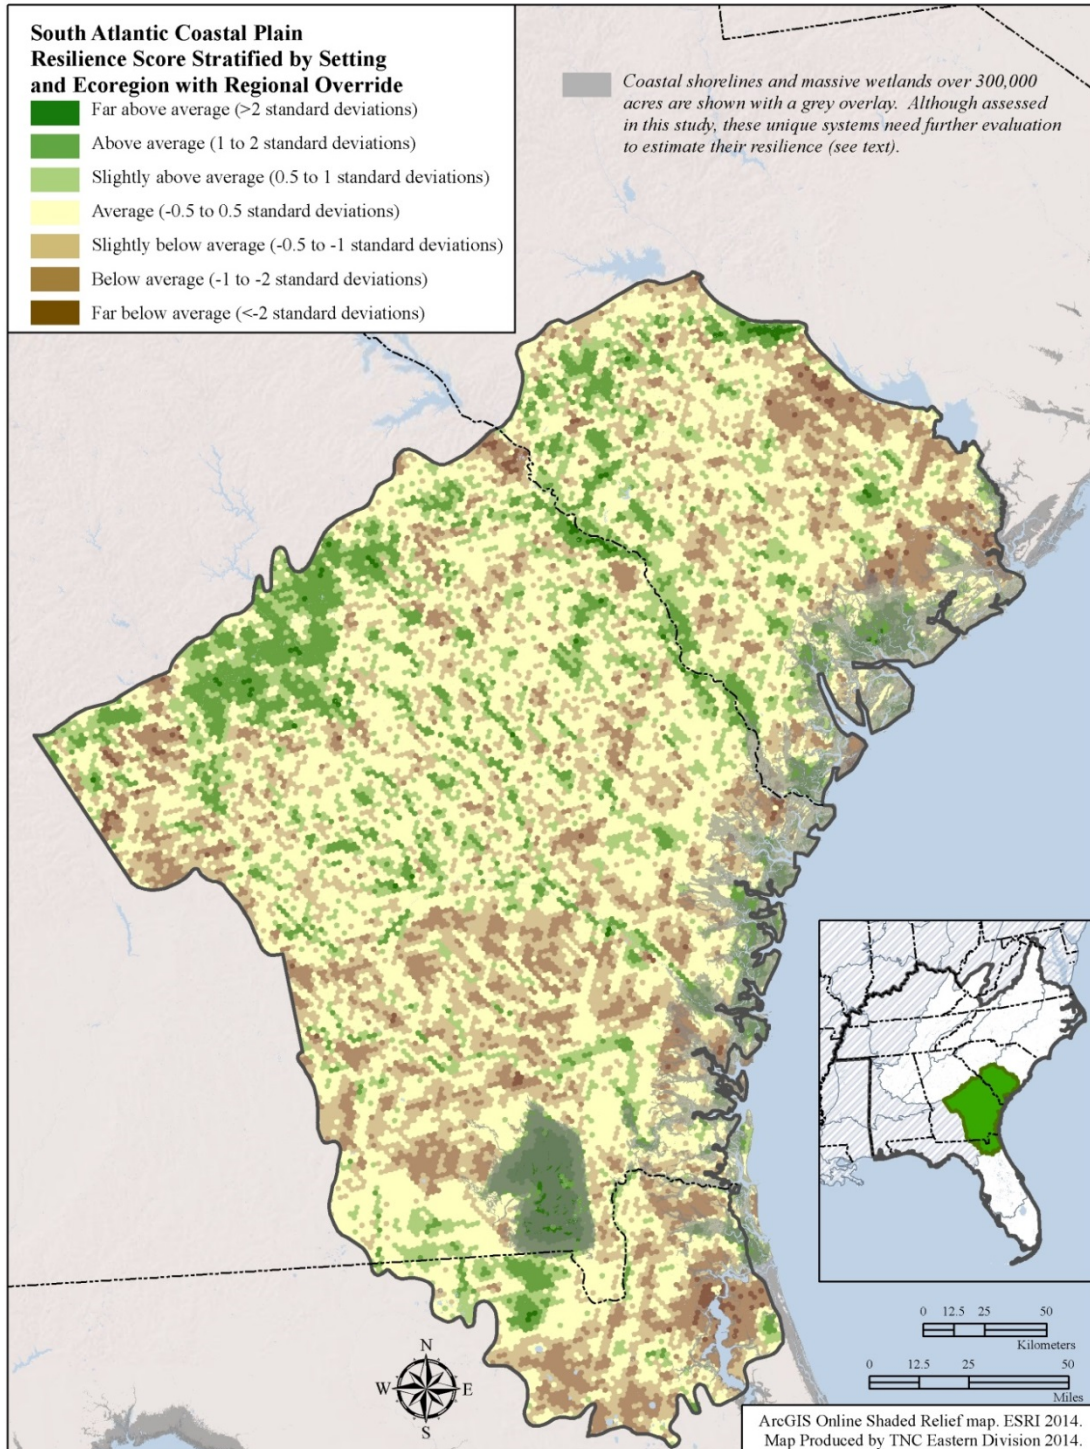 South Atlantic Coastal Plain
Resilience Score Stratified by Setting
and Ecoregion with Regional Override
Far above average (>2 standard deviations)
Above average (1 to 2 standard deviations)
Slightly above average (0.5 to 1 standard deviations)
Average (-0.5 to 0.5 standard deviations)
Slightly below average (-0.5 to -1 standard deviations)
Below average (-1 to -2 standard deviations)
Far below average (<-2 standard deviations)
Coastal shorelines and massive wetlands over 300,000
acres are shown with a grey overlay. Although assessed
in this study, these unique systems need further evaluation
to estimate their resilience (see text).
N
W E
S
0 12.5 25 50
Kilometers
0 12.5 25 50
Miles
ArcGIS Online Shaded Relief map. ESRI 2014.
Map Produced by TNC Eastern Division 2014.